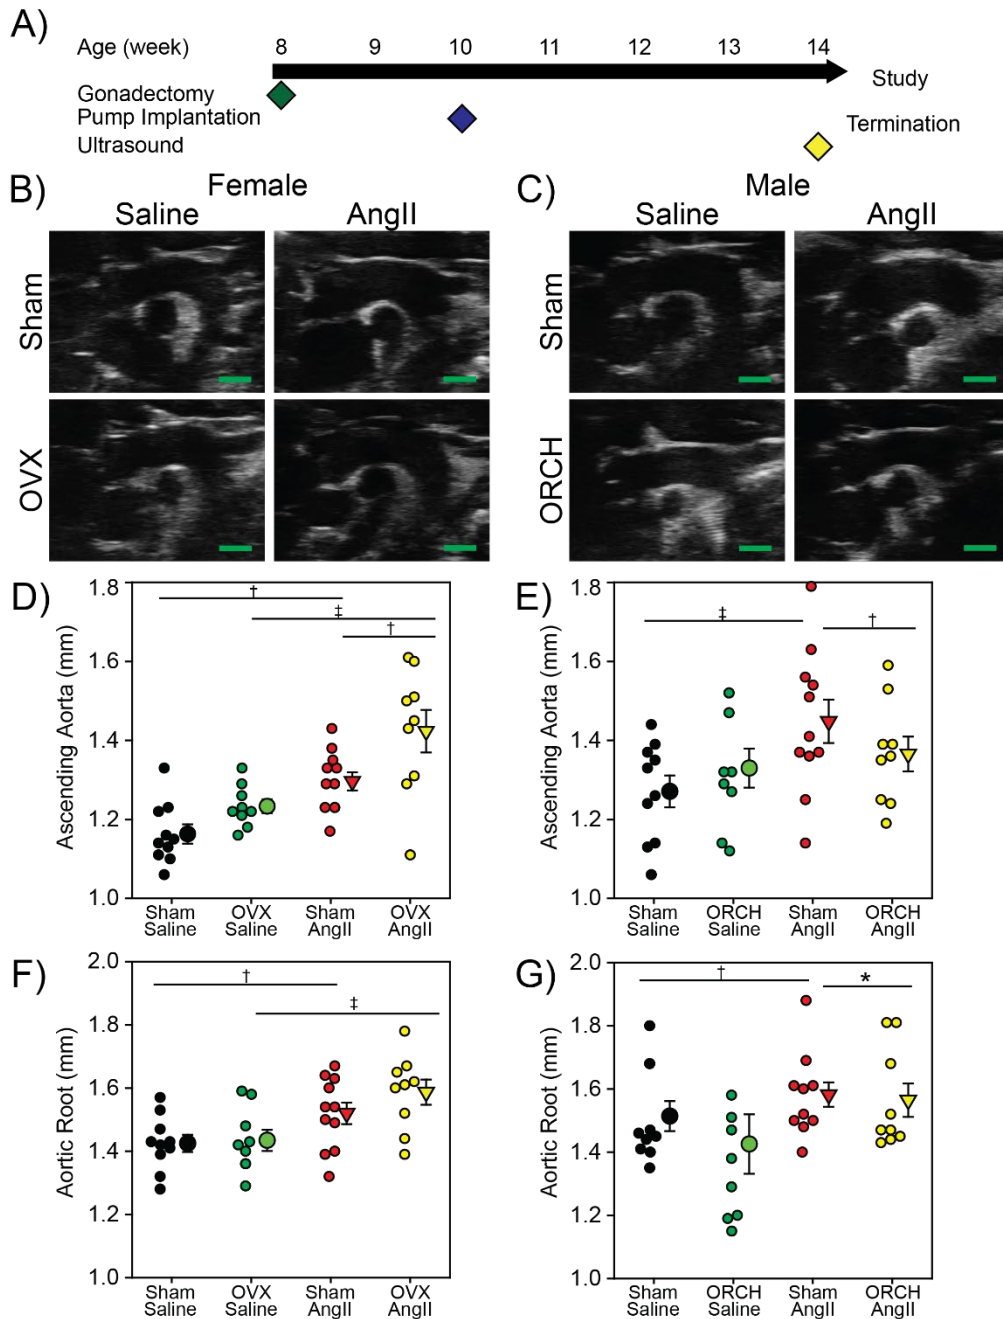 A)
Age (week) 8 9 10 11 12 13 14
Study
Gonadectomy
Pump Implantation
Termination
Ultrasound
B) Female
Saline AngII
Sham
OVX
C) Male
Saline AngII
Sham
ORCH
D)
Ascending Aorta (mm)
1.8
1.6
1.4
1.2
1.0
†
‡
†
Sham OVX Sham OVX
Saline Saline AngII AngII
E)
Ascending Aorta (mm)
1.8
1.6
1.4
1.2
1.0
‡ †
Sham ORCH Sham ORCH
Saline Saline AngII AngII
F)
Aortic Root (mm)
2.0
1.8
1.6
1.4
1.2
1.0
†
‡
Sham OVX Sham OVX
Saline Saline AngII AngII
G)
Aortic Root (mm)
2.0
1.8
1.6
1.4
1.2
1.0
† *
Sham ORCH Sham ORCH
Saline Saline AngII AngII